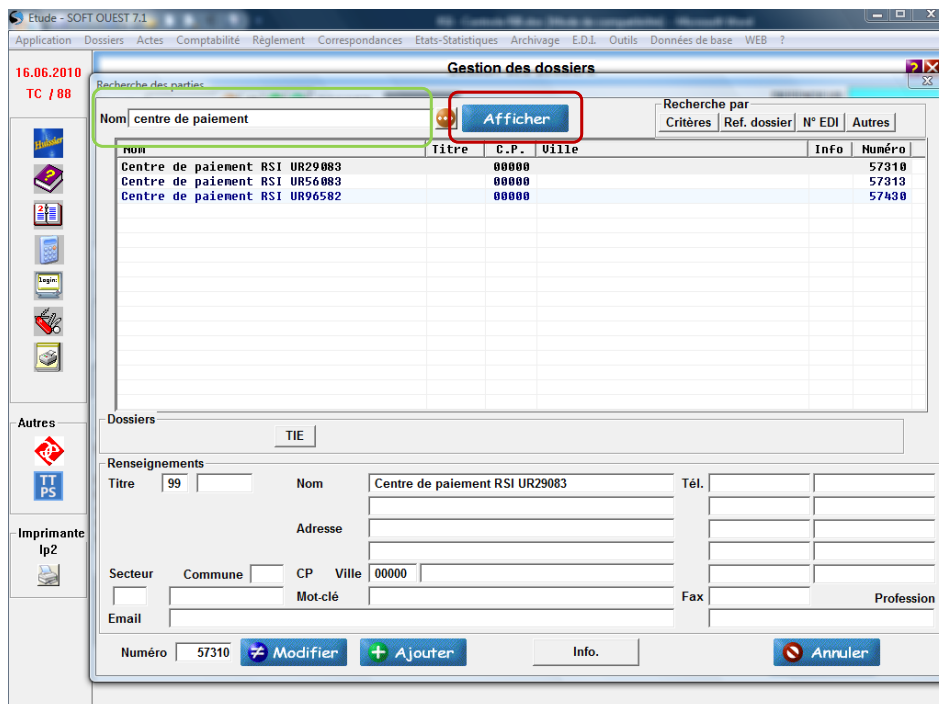 Etude - SOFT OUEST 7.1
Application Dossiers Actes Comptabilité Règlement Correspondances Etats-Statistiques Archivage E.D.I. Outils Données de base WEB ?
16.06.2010
TC / 88
Gestion des dossiers
Recherche des parties
Nom centre de paiement
Afficher
Recherche par
Critères Ref. dossier N° EDI Autres
Nom Titre C.P. Ville Info Numéro
Centre de paiement RSI UR29083 00000 57310
Centre de paiement RSI UR56083 00000 57313
Centre de paiement RSI UR96582 00000 57430
Huissier
login:
Autres
TT
PS
Imprimante
lp2
Dossiers
TIE
Renseignements
Titre 99 Nom Centre de paiement RSI UR29083 Tél.
Adresse
Secteur Commune CP Ville 00000
Mot-clé Fax Profession
Email
Numéro 57310 Modifier Ajouter Info. Annuler